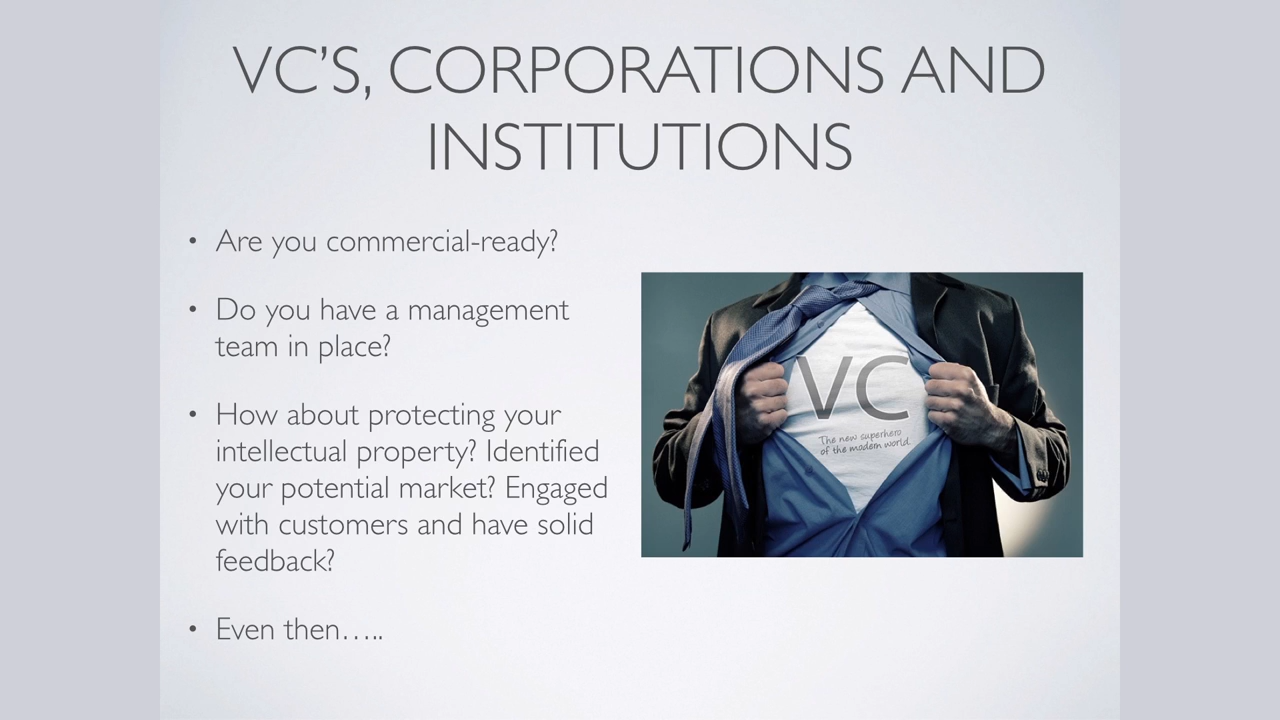 VC’S, CORPORATIONS AND
INSTITUTIONS
• Are you commercial-ready?
• Do you have a management
team in place?
• How about protecting your
intellectual property? Identified
your potential market? Engaged
with customers and have solid
feedback?
• Even then…..
VC
The new superhero
of the modern world.